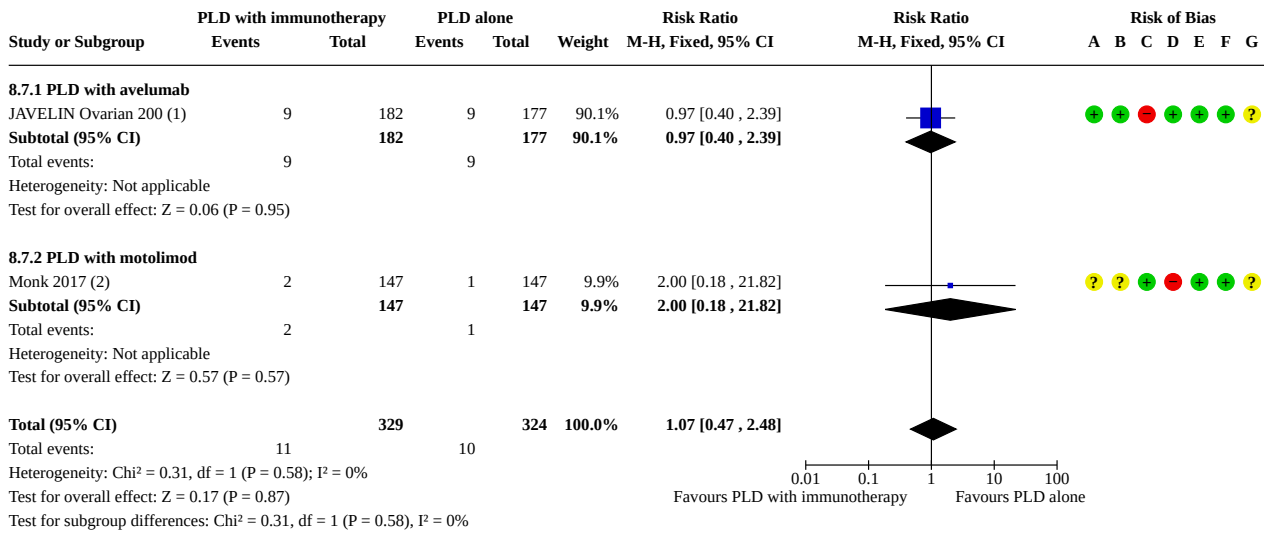 PLD with immunotherapy PLD alone Risk Ratio Risk Ratio Risk of Bias
Study or Subgroup Events Total Events Total Weight M-H, Fixed, 95% CI M-H, Fixed, 95% CI A B C D E F G
8.7.1 PLD with avelumab
JAVELIN Ovarian 200 (1) 9 182 9 177 90.1% 0.97 [0.40 , 2.39] + + − + + + ?
Subtotal (95% CI) 182 177 90.1% 0.97 [0.40 , 2.39]
Total events: 9 9
Heterogeneity: Not applicable
Test for overall effect: Z = 0.06 (P = 0.95)
8.7.2 PLD with motolimod
Monk 2017 (2) 2 147 1 147 9.9% 2.00 [0.18 , 21.82] ? ? + − + + ?
Subtotal (95% CI) 147 147 9.9% 2.00 [0.18 , 21.82]
Total events: 2 1
Heterogeneity: Not applicable
Test for overall effect: Z = 0.57 (P = 0.57)
Total (95% CI) 329 324 100.0% 1.07 [0.47 , 2.48]
Total events: 11 10
Heterogeneity: Chi² = 0.31, df = 1 (P = 0.58); I² = 0%
0.01 0.1 1 10 100
Test for overall effect: Z = 0.17 (P = 0.87) Favours PLD with immunotherapy Favours PLD alone
Test for subgroup differences: Chi² = 0.31, df = 1 (P = 0.58), I² = 0%